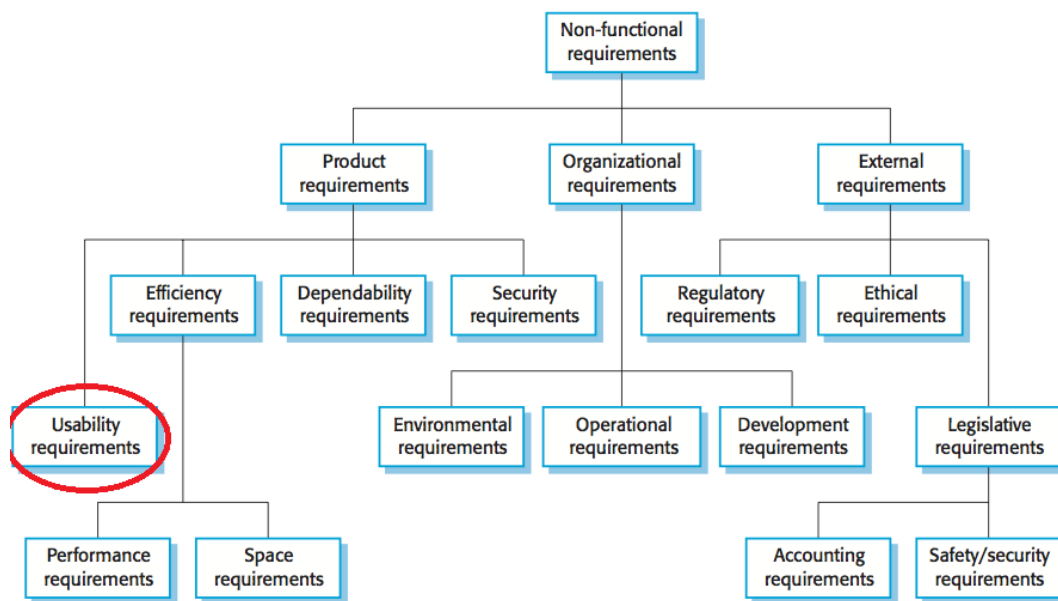 Non-functional
requirements
Product
requirements
Organizational
requirements
External
requirements
Efficiency
requirements
Dependability
requirements
Security
requirements
Regulatory
requirements
Ethical
requirements
Usability
requirements
Environmental
requirements
Operational
requirements
Development
requirements
Legislative
requirements
Performance
requirements
Space
requirements
Accounting
requirements
Safety/security
requirements